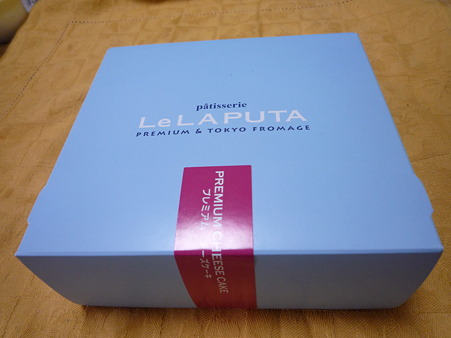 pâtisserie
LeLAPUTA
PREMIUM & TOKYO FROMAGE
PREMIUM CHEESE CAKE
プレミアムチーズケーキ